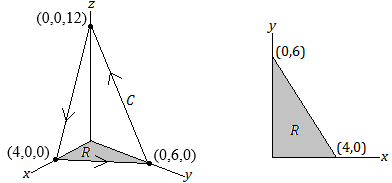 z
(0,0,12)
C
(4,0,0)
R
(0,6,0)
x
y
y
(0,6)
R
(4,0)
x